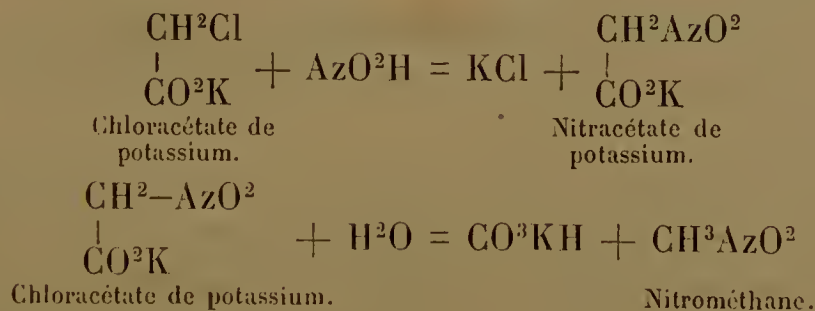 CH²Cl CH²AzO²
| + AzO²H = KCl + |
CO²K CO²K
Chloracétate de Nitracétate de
potassium. potassium.
CH²–AzO²
| + H²O = CO³KH + CH³AzO²
CO²K
Chloracétate de potassium. Nitrométhane.